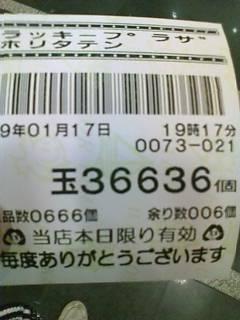 ラッキープラザ
ホリタテン
9年01月17日 19時17分
0073-021
玉36636個
品数0666個 余り数006個
当店本日限り有効
毎度ありがとうございます